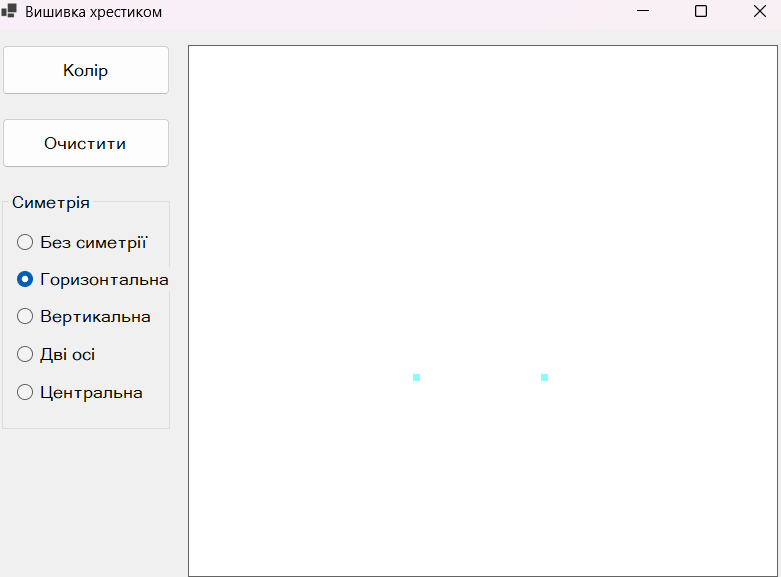 Вишивка хрестиком
Колір
Очистити
Симетрія
Без симетрії
Горизонтальна
Вертикальна
Дві осі
Центральна